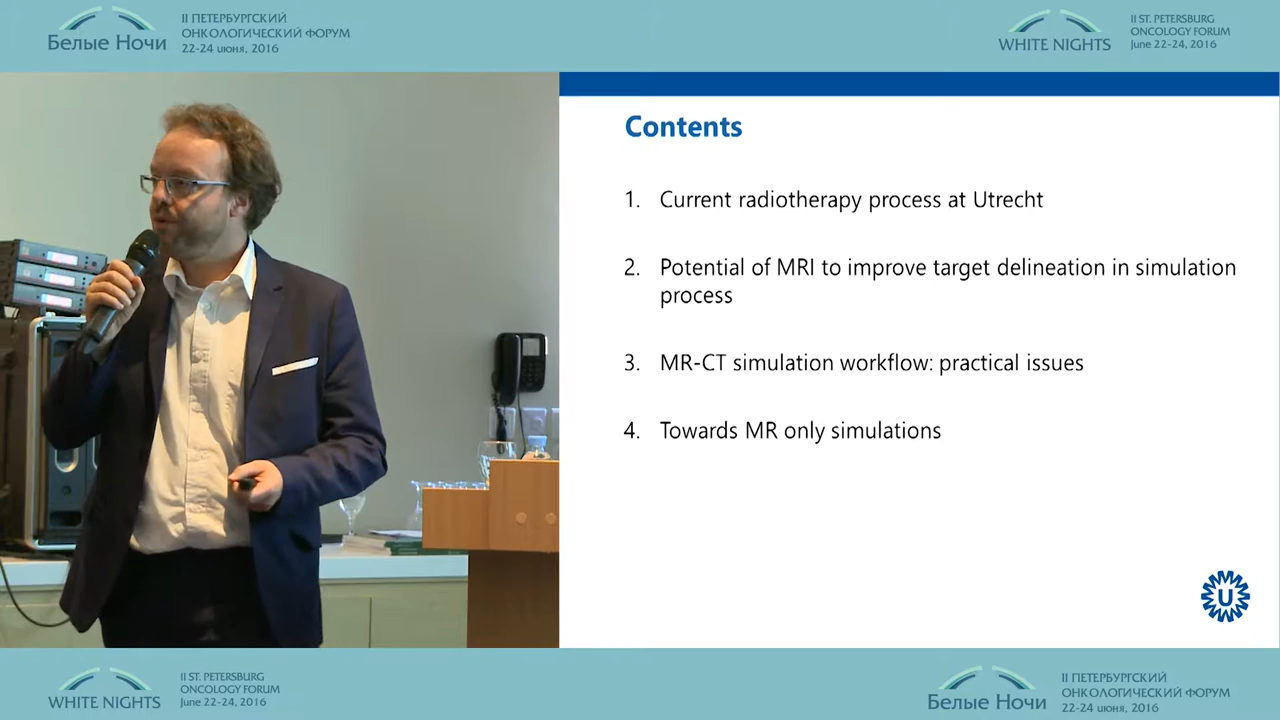 II ПЕТЕРБУРГСКИЙ
ОНКОЛОГИЧЕСКИЙ ФОРУМ
Белые Ночи
22-24 июня, 2016
II ST. PETERSBURG
ONCOLOGY FORUM
WHITE NIGHTS
June 22-24, 2016
Contents
1. Current radiotherapy process at Utrecht
2. Potential of MRI to improve target delineation in simulation
process
3. MR-CT simulation workflow: practical issues
4. Towards MR only simulations
U
II ST. PETERSBURG
ONCOLOGY FORUM
WHITE NIGHTS
June 22-24, 2016
II ПЕТЕРБУРГСКИЙ
ОНКОЛОГИЧЕСКИЙ ФОРУМ
Белые Ночи
22-24 июня, 2016